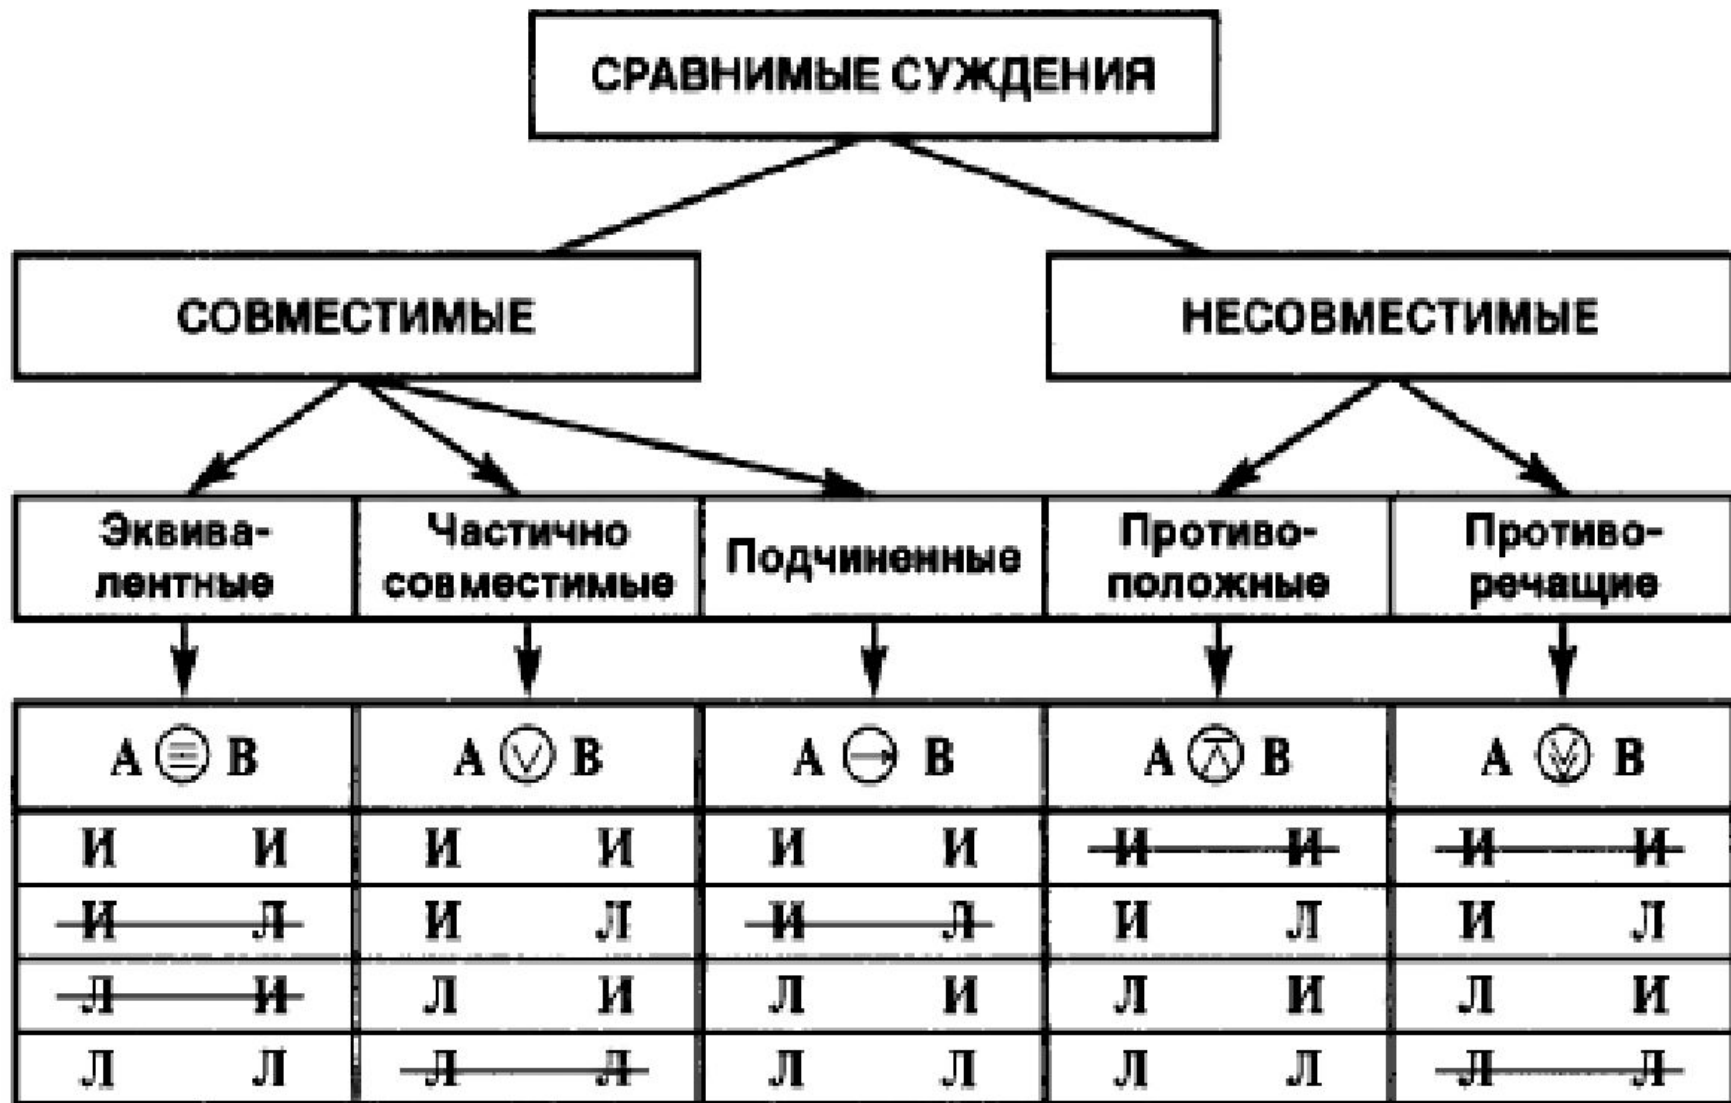 СРАВНИМЫЕ СУЖДЕНИЯ
СОВМЕСТИМЫЕ НЕСОВМЕСТИМЫЕ
Эквива-
лентные
Частично
совместимые
Подчиненные
Противо-
положные
Противо-
речащие
А ≡ В А ∨ В А → В А ⊼ В А ⊻ В
И И И И И И И И И И
И Л И Л И Л И Л И Л
Л И Л И Л И Л И Л И
Л Л Л Л Л Л Л Л Л Л